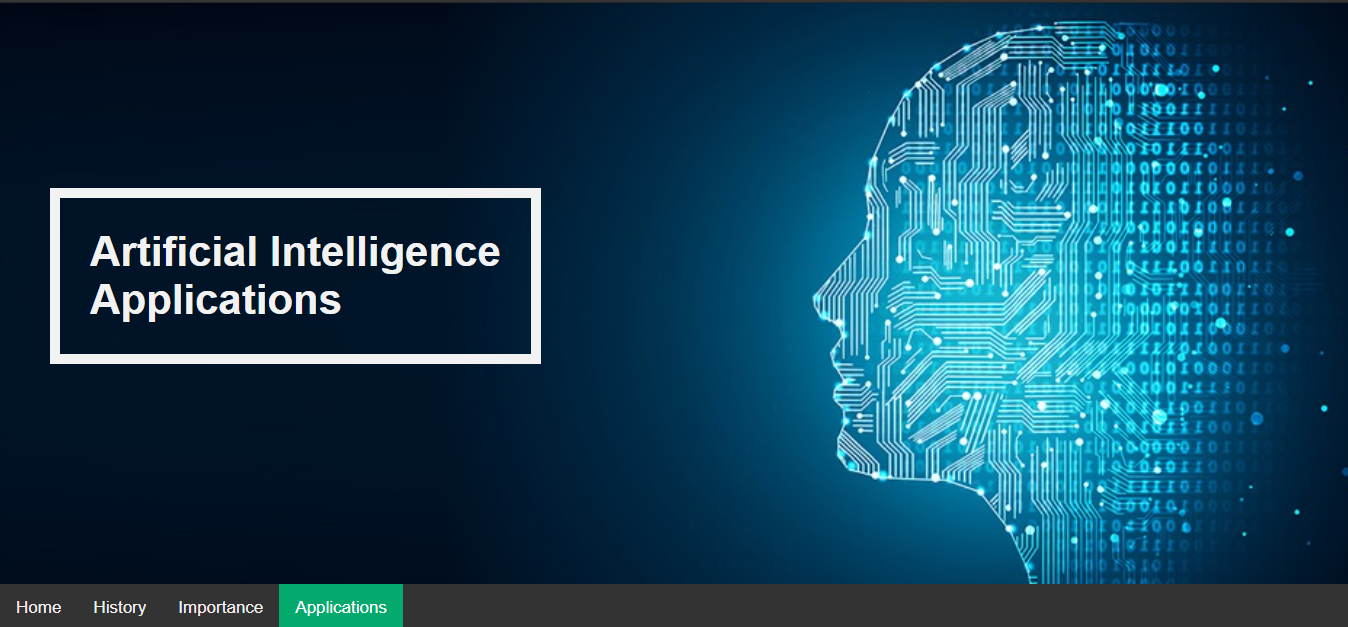 Artificial Intelligence
Applications
Home History Importance Applications